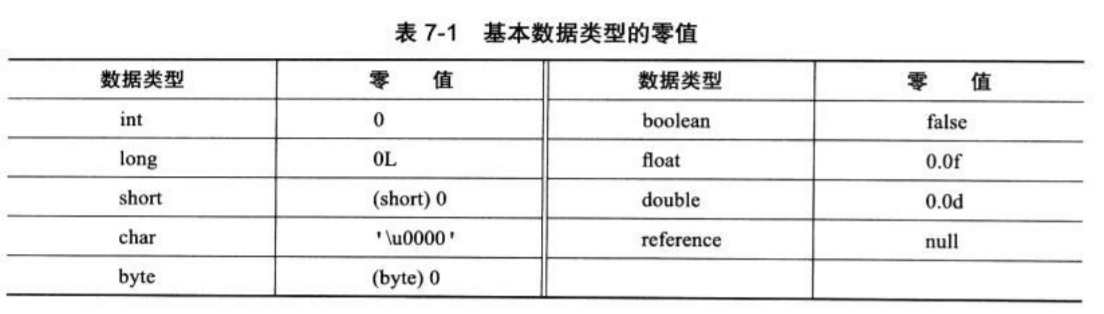 表 7-1 基本数据类型的零值
数据类型 零 值 数据类型 零 值
int 0 boolean false
long 0L float 0.0f
short (short) 0 double 0.0d
char '\u0000' reference null
byte (byte) 0